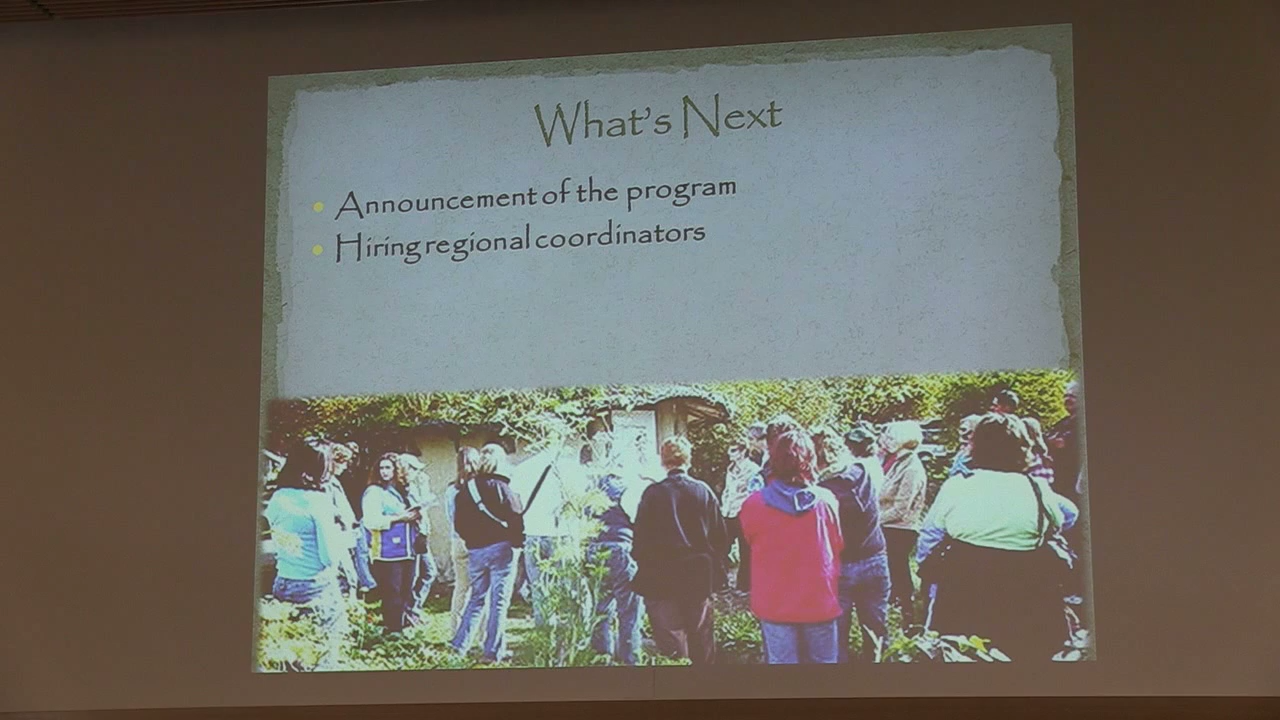 What's Next
Announcement of the program
Hiring regional coordinators